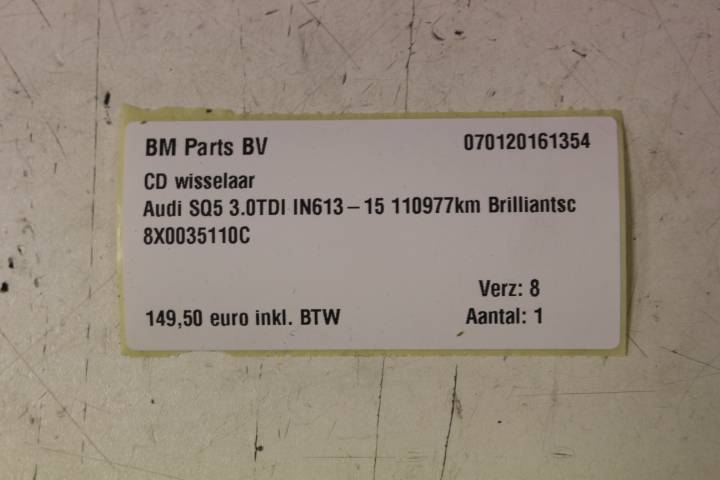 BM Parts BV 070120161354
CD wisselaar
Audi SQ5 3.0TDI IN613-15 110977km Brilliantsc
8X0035110C
Verz: 8
149,50 euro inkl. BTW Aantal: 1